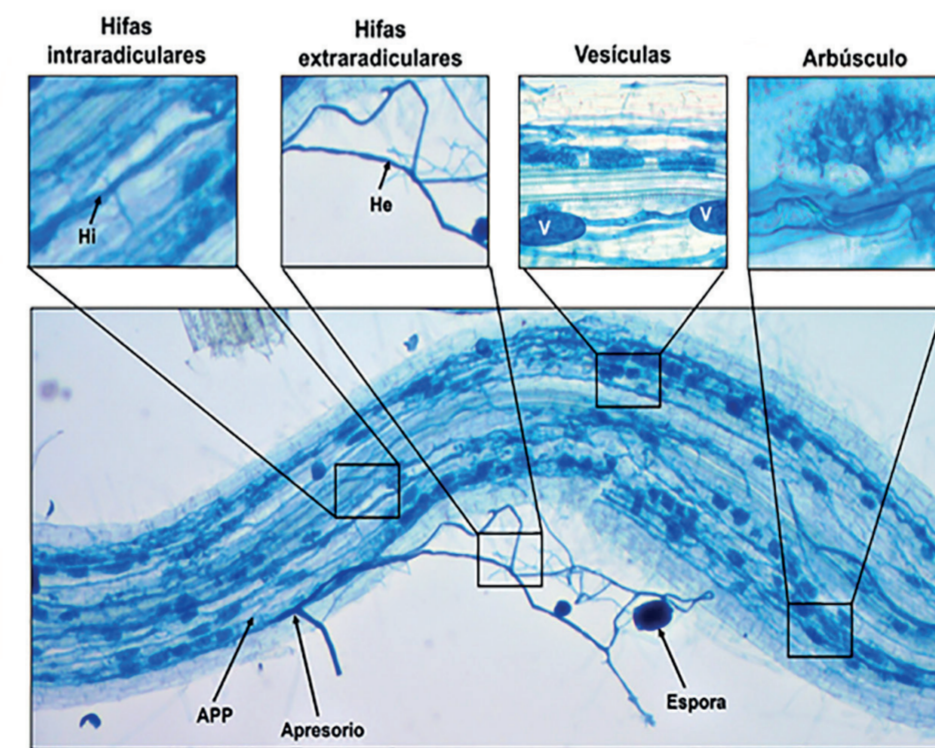 Hifas
intraradiculares
Hifas
extraradiculares
Vesículas
Arbúsculo
Hi
He
V
V
APP
Apresorio
Espora